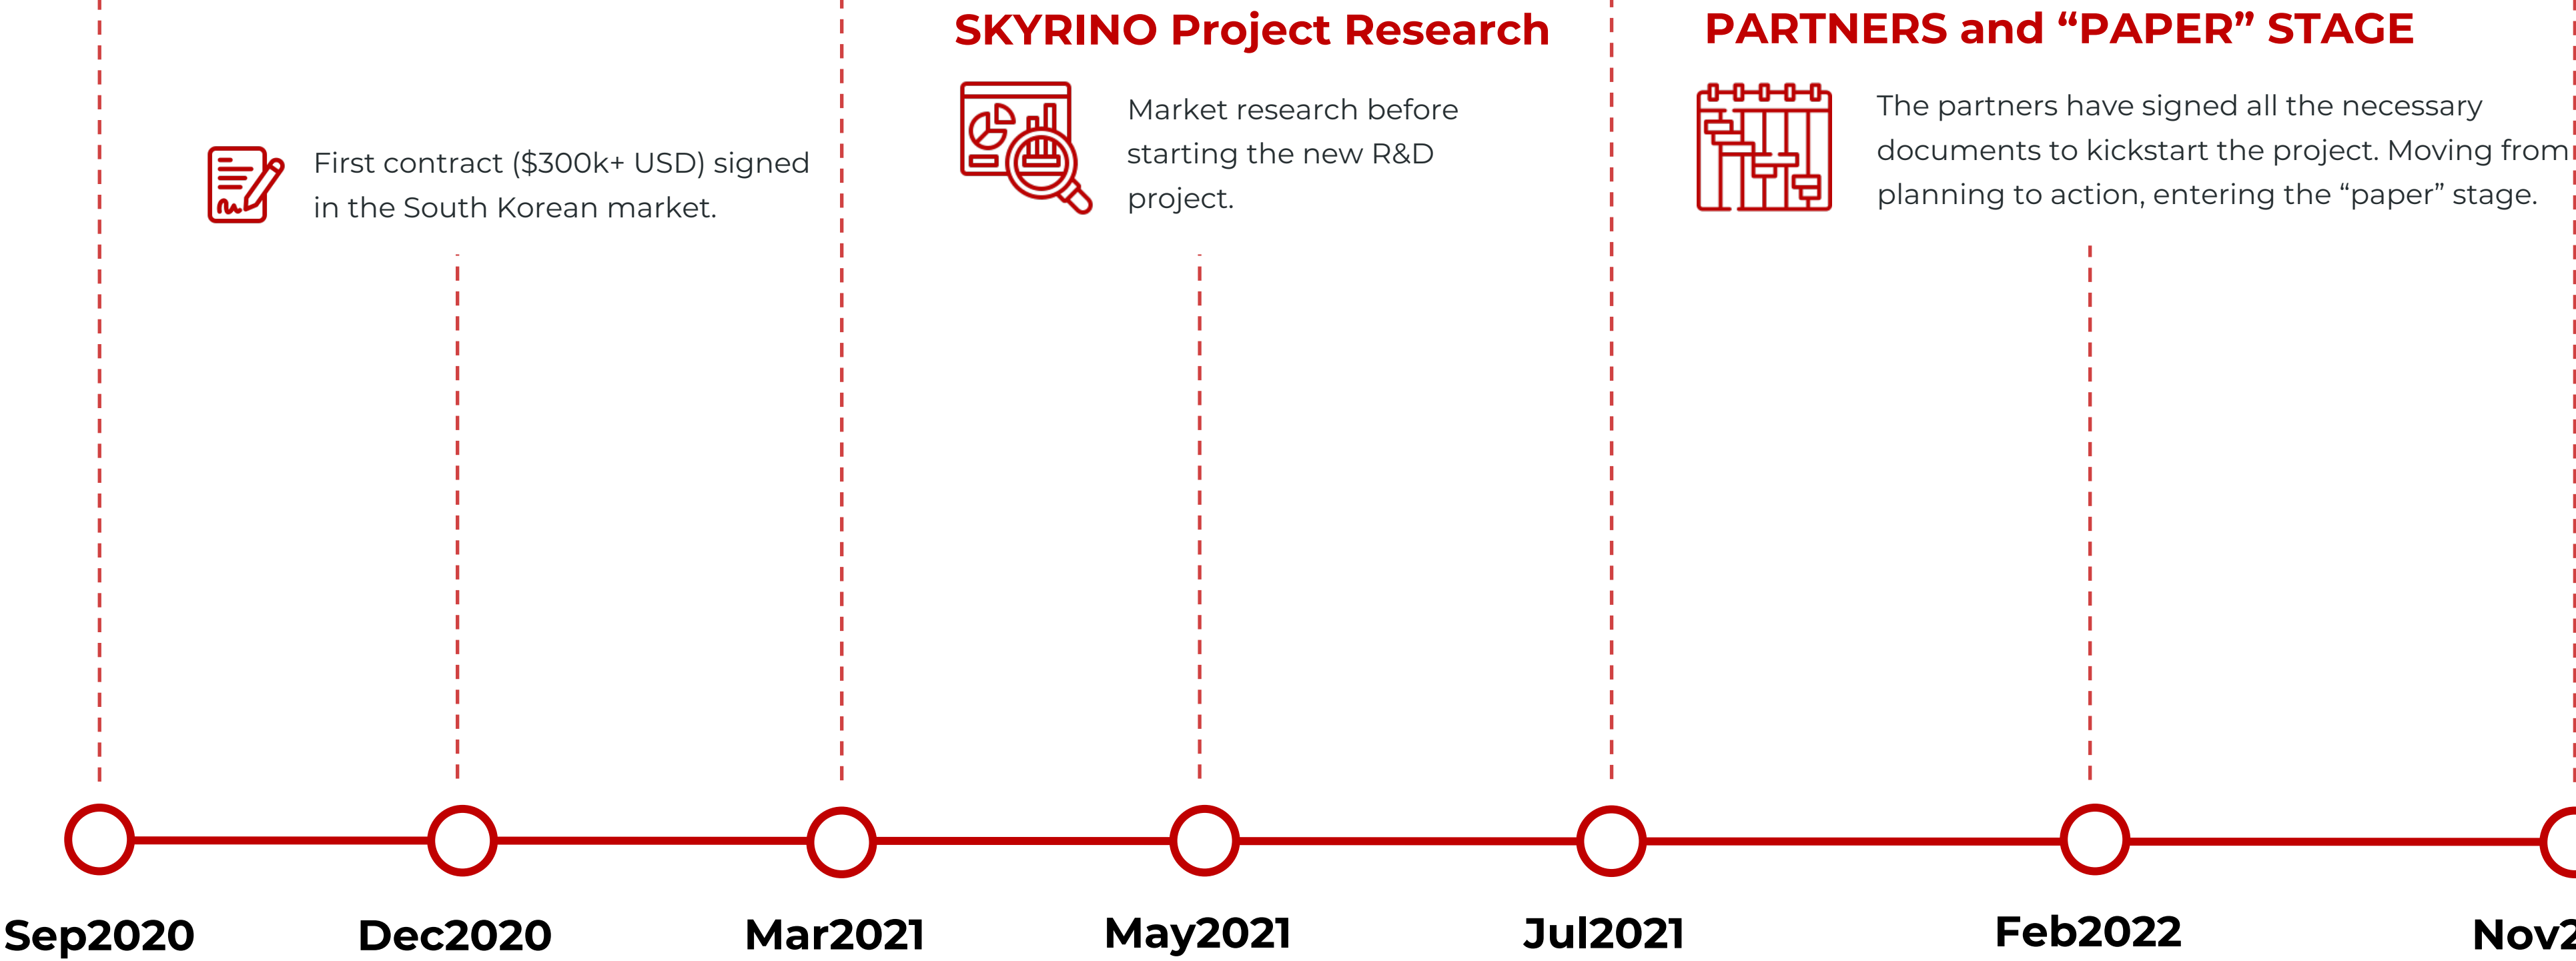 First contract ($300k+ USD) signed
in the South Korean market.
SKYRINO Project Research
Market research before
starting the new R&D
project.
PARTNERS and “PAPER” STAGE
The partners have signed all the necessary
documents to kickstart the project. Moving from
planning to action, entering the “paper” stage.
Sep2020
Dec2020
Mar2021
May2021
Jul2021
Feb2022